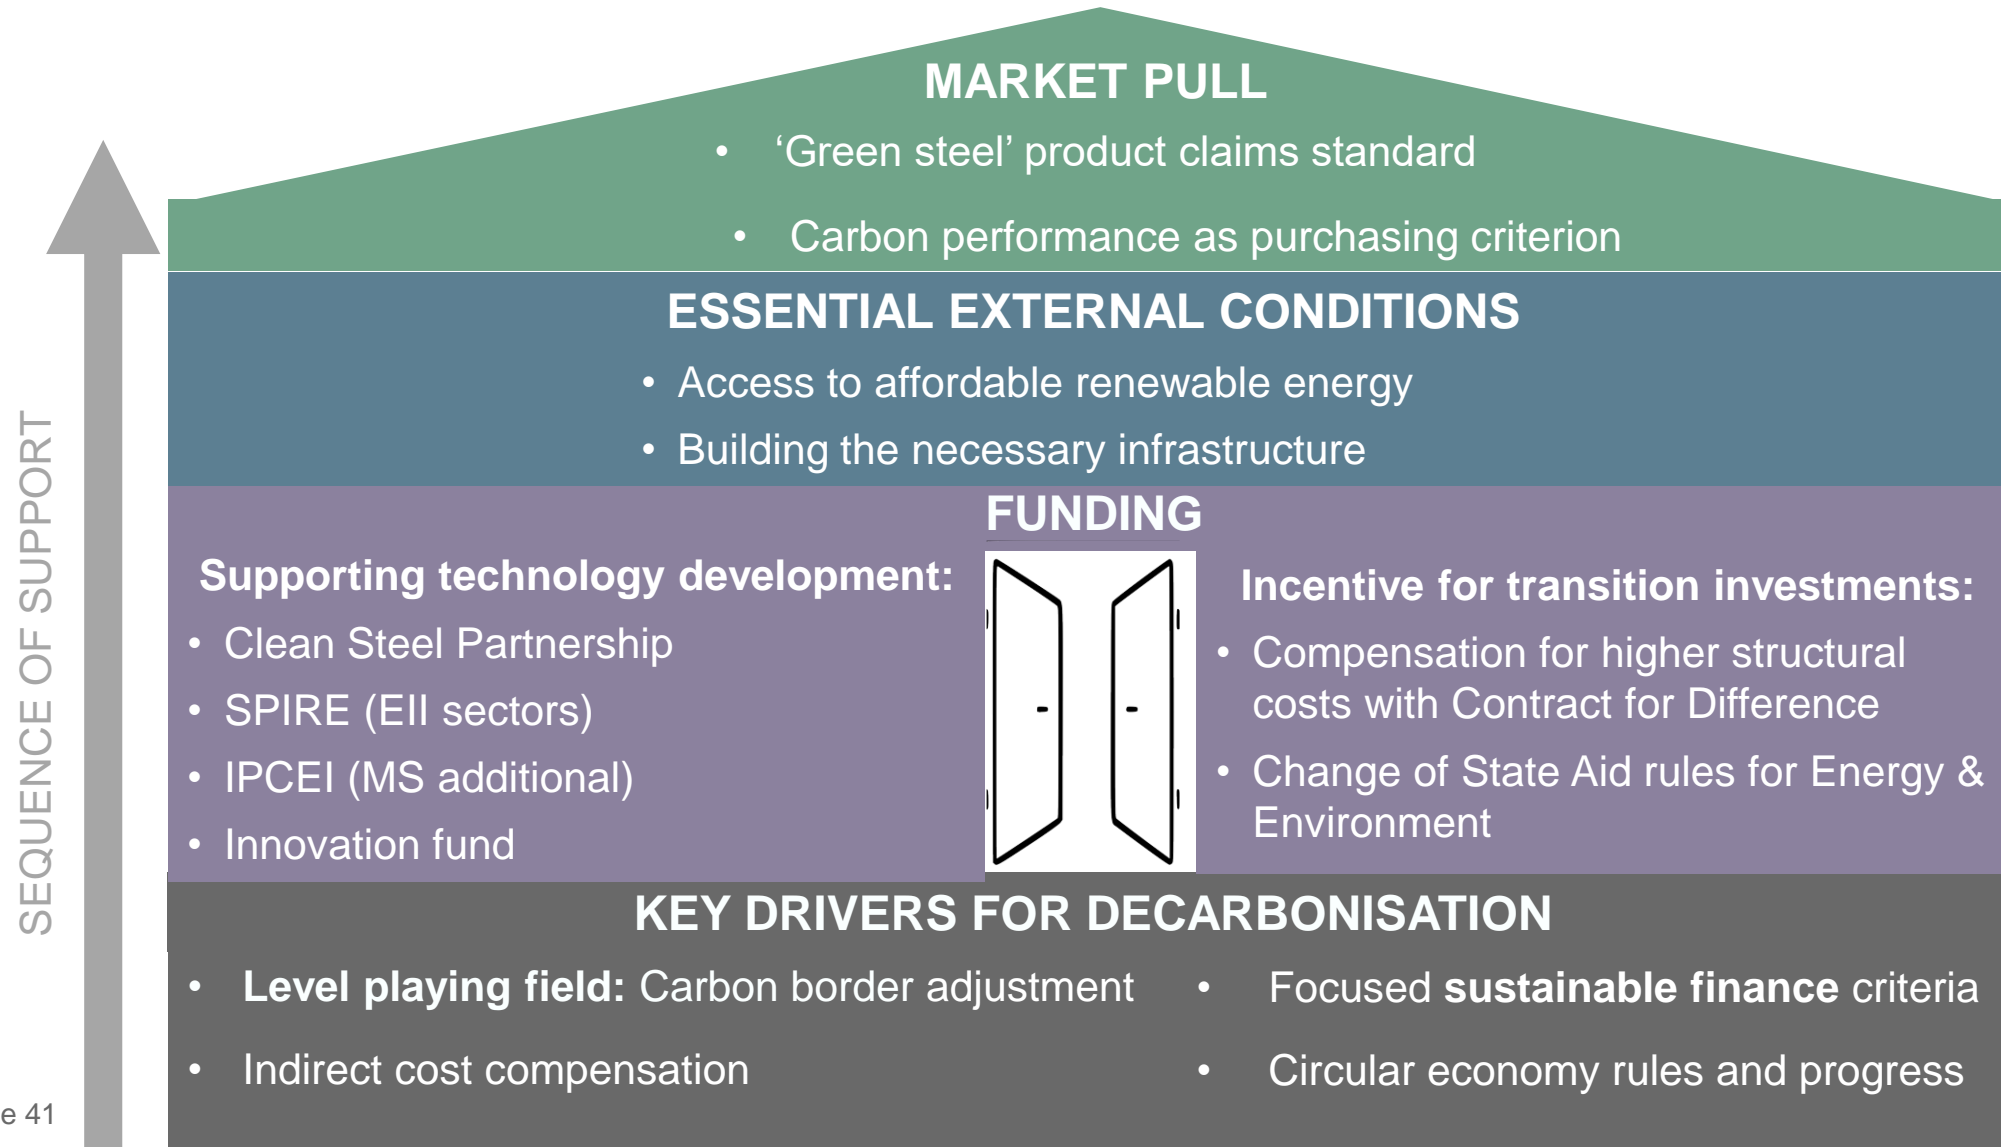 MARKET PULL
• ‘Green steel’ product claims standard
• Carbon performance as purchasing criterion
ESSENTIAL EXTERNAL CONDITIONS
• Access to affordable renewable energy
• Building the necessary infrastructure
FUNDING
Supporting technology development:
• Clean Steel Partnership
• SPIRE (EII sectors)
• IPCEI (MS additional)
• Innovation fund
Incentive for transition investments:
• Compensation for higher structural
costs with Contract for Difference
• Change of State Aid rules for Energy &
Environment
KEY DRIVERS FOR DECARBONISATION
• Level playing field: Carbon border adjustment
• Indirect cost compensation
• Focused sustainable finance criteria
• Circular economy rules and progress
SEQUENCE OF SUPPORT
e 41